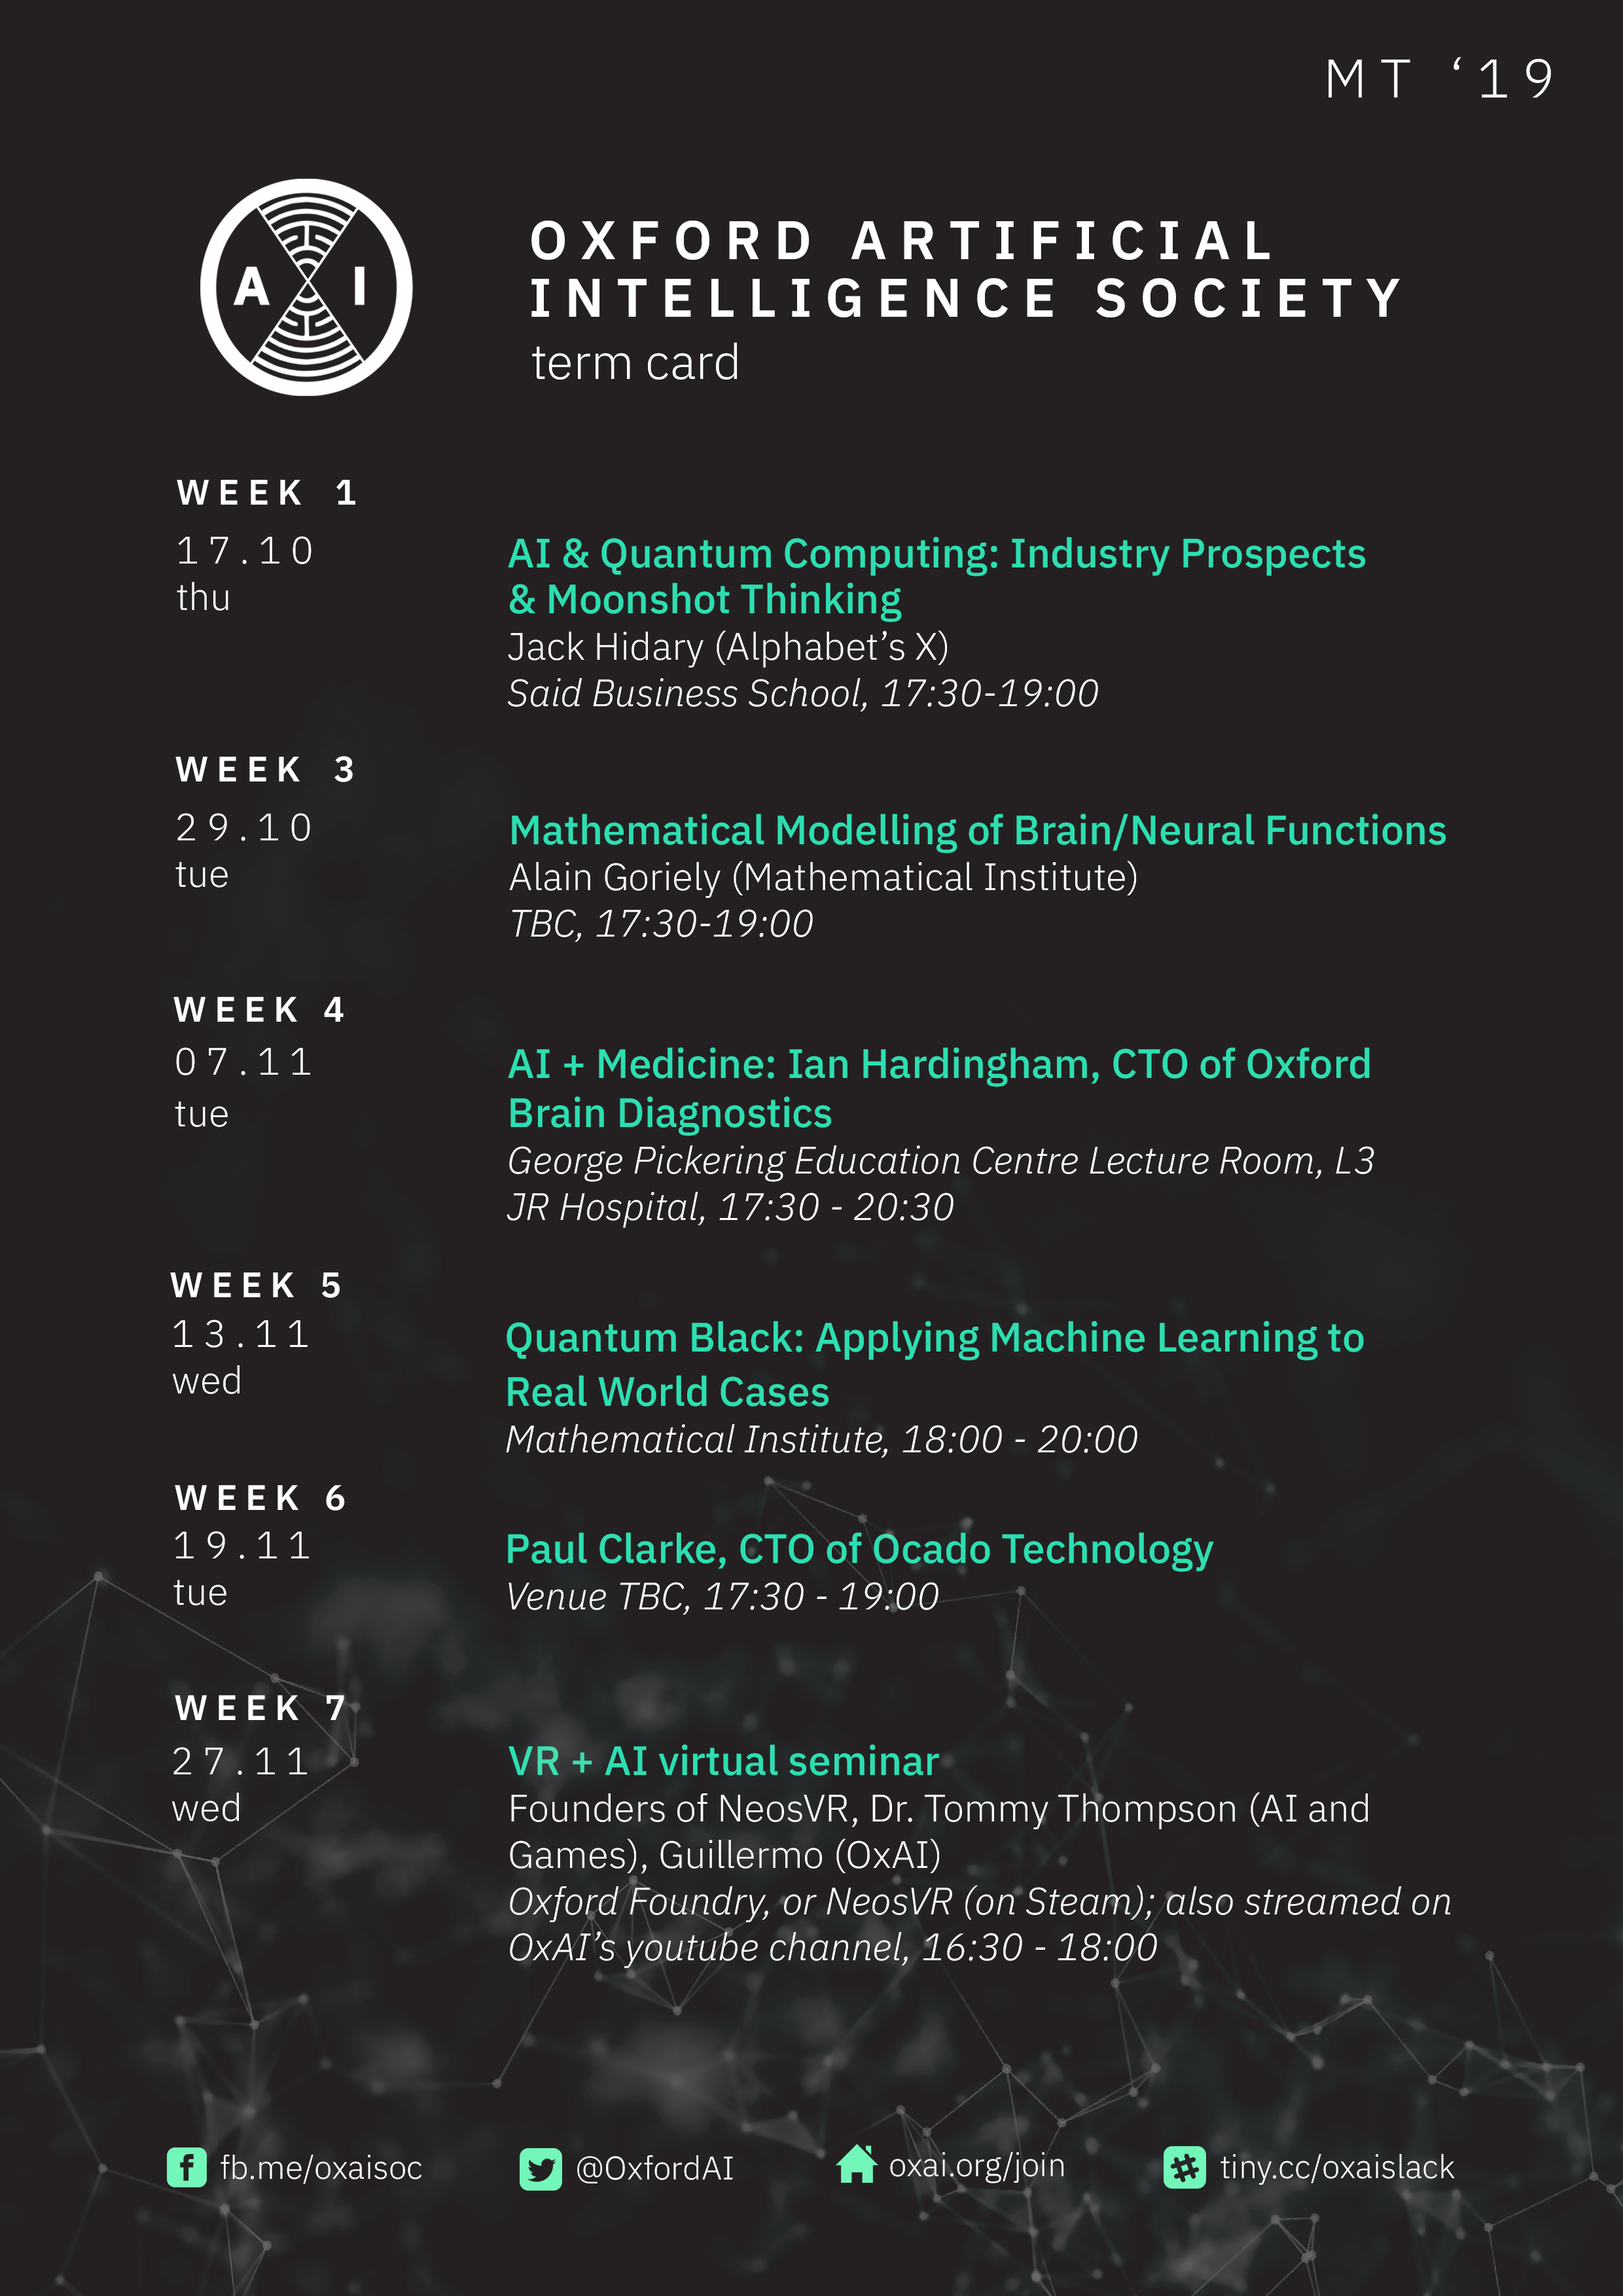 MT ‘19
A I
OXFORD ARTIFICIAL
INTELLIGENCE SOCIETY
term card
WEEK 1
17.10
thu
AI & Quantum Computing: Industry Prospects
& Moonshot Thinking
Jack Hidary (Alphabet’s X)
Said Business School, 17:30-19:00
WEEK 3
29.10
tue
Mathematical Modelling of Brain/Neural Functions
Alain Goriely (Mathematical Institute)
TBC, 17:30-19:00
WEEK 4
07.11
tue
AI + Medicine: Ian Hardingham, CTO of Oxford
Brain Diagnostics
George Pickering Education Centre Lecture Room, L3
JR Hospital, 17:30 - 20:30
WEEK 5
13.11
wed
Quantum Black: Applying Machine Learning to
Real World Cases
Mathematical Institute, 18:00 - 20:00
WEEK 6
19.11
tue
Paul Clarke, CTO of Ocado Technology
Venue TBC, 17:30 - 19:00
WEEK 7
27.11
wed
VR + AI virtual seminar
Founders of NeosVR, Dr. Tommy Thompson (AI and
Games), Guillermo (OxAI)
Oxford Foundry, or NeosVR (on Steam); also streamed on
OxAI’s youtube channel, 16:30 - 18:00
fb.me/oxaisoc
@OxfordAI
oxai.org/join
tiny.cc/oxaislack